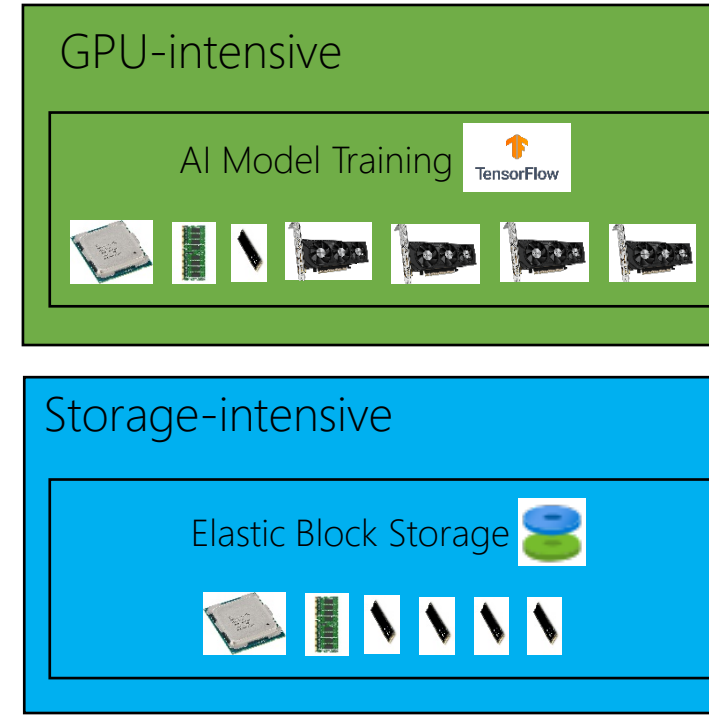 GPU-intensive
AI Model Training
TensorFlow
Storage-intensive
Elastic Block Storage